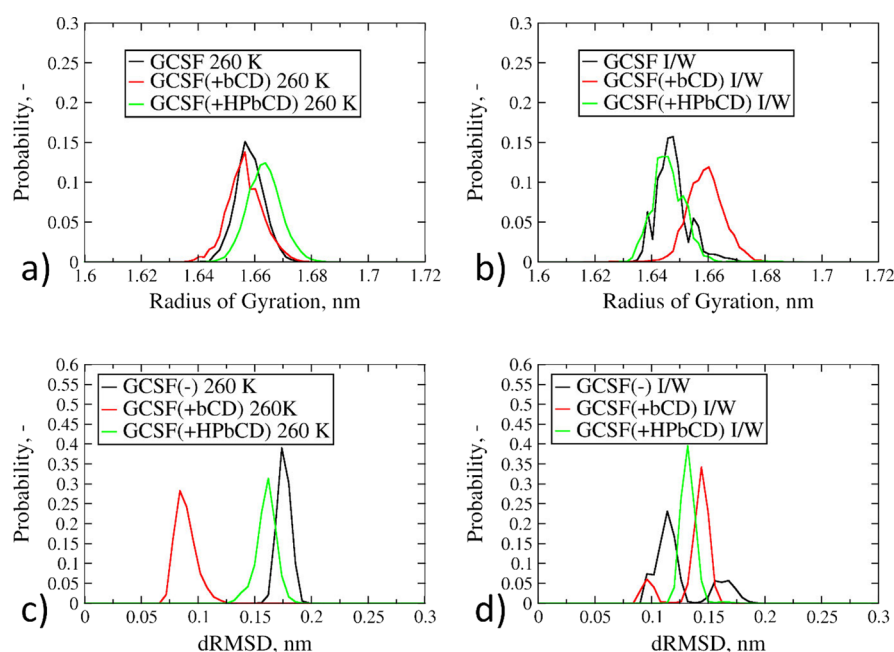 0.3
0.25
0.2
0.15
0.1
0.05
0
Probability, -
GCSF 260 K
GCSF(+bCD) 260 K
GCSF(+HPbCD) 260 K
1.6 1.62 1.64 1.66 1.68 1.7 1.72
Radius of Gyration, nm
a)
0.3
0.25
0.2
0.15
0.1
0.05
0
Probability, -
GCSF I/W
GCSF(+bCD) I/W
GCSF(+HPbCD) I/W
1.6 1.62 1.64 1.66 1.68 1.7 1.72
Radius of Gyration, nm
b)
0.6
0.55
0.5
0.45
0.4
0.35
0.3
0.25
0.2
0.15
0.1
0.05
0
Probability, -
GCSF(-) 260 K
GCSF(+bCD) 260K
GCSF(+HPbCD) 260 K
0 0.05 0.1 0.15 0.2 0.25 0.3
dRMSD, nm
c)
0.6
0.55
0.5
0.45
0.4
0.35
0.3
0.25
0.2
0.15
0.1
0.05
0
Probability, -
GCSF(-) I/W
GCSF(+bCD) I/W
GCSF(+HPbCD) I/W
0 0.05 0.1 0.15 0.2 0.25 0.3
dRMSD, nm
d)